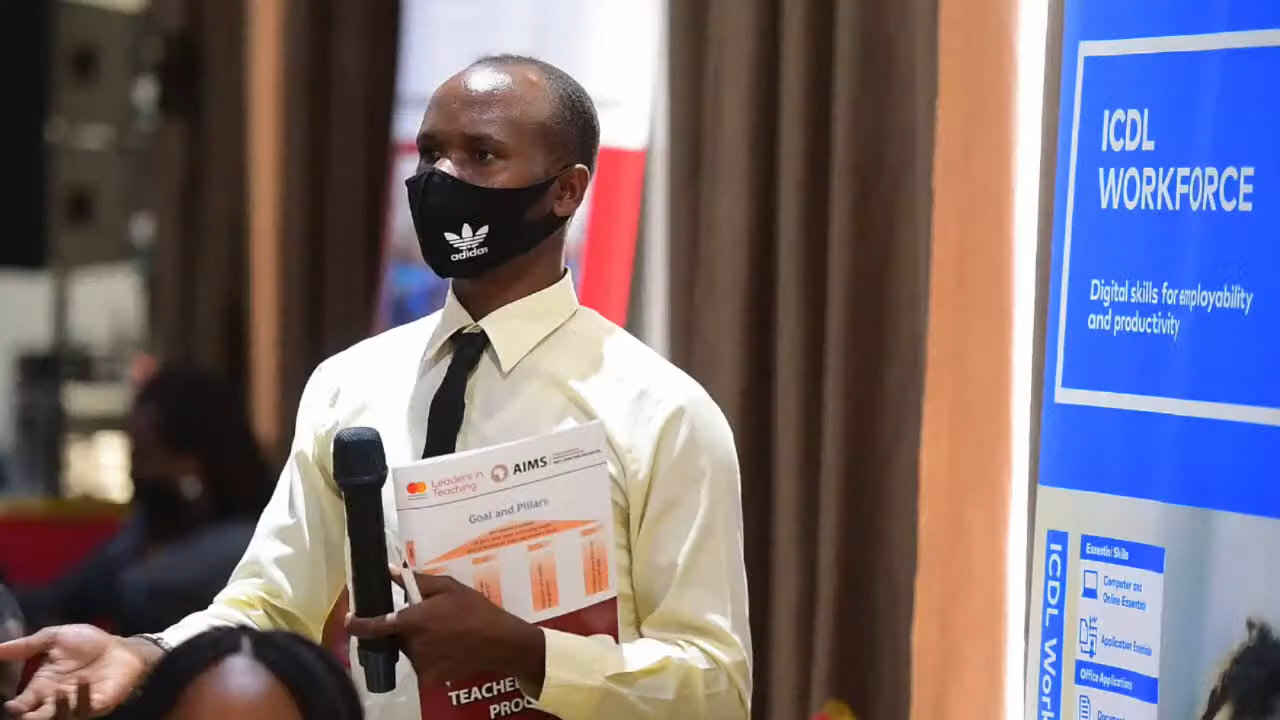 adidas
Leaders in
Teaching
AIMS
Goal and Pillars
TEACHE
PROG
ICDL
WORKFORCE
Digital skills for employability
and productivity
ICDL Work
Essential Skills
Computer and
Online Essentials
Application Essentials
Office Applications
Docum